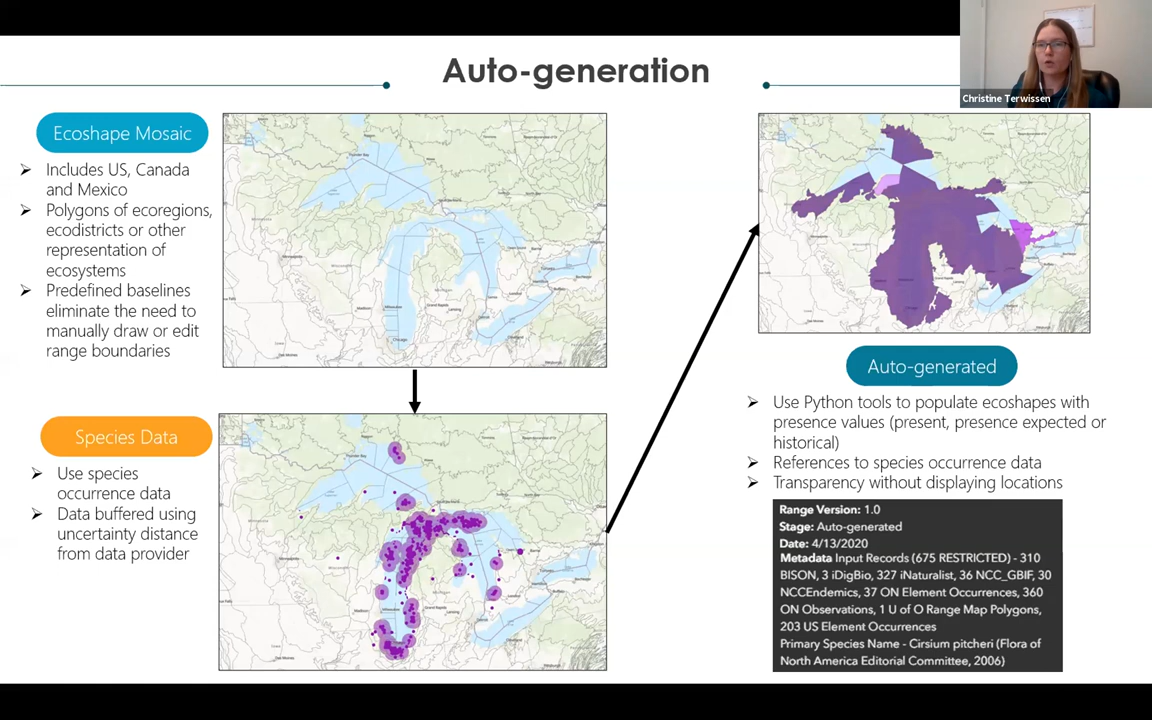 Auto-generation
Christine Terwissen
Ecoshape Mosaic
Includes US, Canada
and Mexico
Polygons of ecoregions,
ecodistricts or other
representation of
ecosystems
Predefined baselines
eliminate the need to
manually draw or edit
range boundaries
Species Data
Use species
occurrence data
Data buffered using
uncertainty distance
from data provider
Auto-generated
Use Python tools to populate ecoshapes with
presence values (present, presence expected or
historical)
References to species occurrence data
Transparency without displaying locations
Range Version: 1.0
Stage: Auto-generated
Date: 4/13/2020
Metadata Input Records (675 RESTRICTED) - 310
BISON, 3 iDigBio, 327 iNaturalist, 36 NCC_GBIF, 30
NCCEndemics, 37 ON Element Occurrences, 360
ON Observations, 1 U of O Range Map Polygons,
203 US Element Occurrences
Primary Species Name - Cirsium pitcheri (Flora of
North America Editorial Committee, 2006)